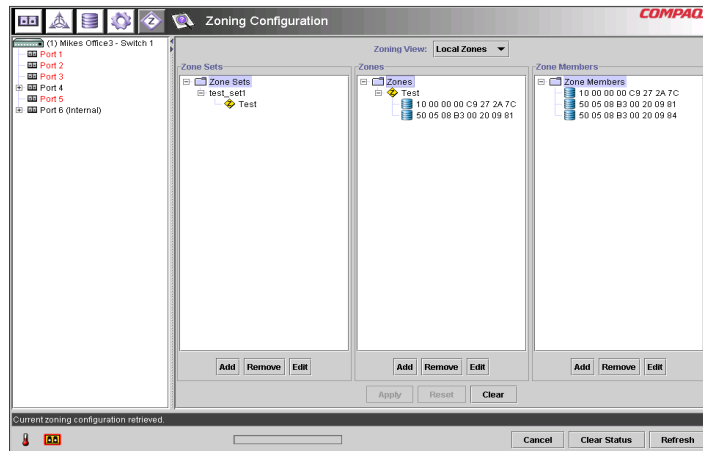 Zoning Configuration
COMPAQ
(1) Mikes Office3 - Switch 1
Port 1
Port 2
Port 3
Port 4
Port 5
Port 6 (Internal)
Zoning View: Local Zones
Zone Sets
Zone Sets
test_set1
Test
Add Remove Edit
Zones
Zones
Test
10 00 00 00 C9 27 2A 7C
50 05 08 B3 00 20 09 81
Add Remove Edit
Zone Members
Zone Members
10 00 00 00 C9 27 2A 7C
50 05 08 B3 00 20 09 81
50 05 08 B3 00 20 09 84
Add Remove Edit
Apply Reset Clear
Current zoning configuration retrieved.
Cancel Clear Status Refresh